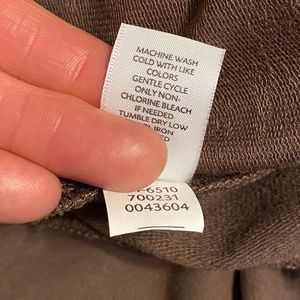 MACHINE WASH
COLD WITH LIKE
COLORS
GENTLE CYCLE
ONLY NON-
CHLORINE BLEACH
IF NEEDED
TUMBLE DRY LOW
IRON
-6510
700231
0043604